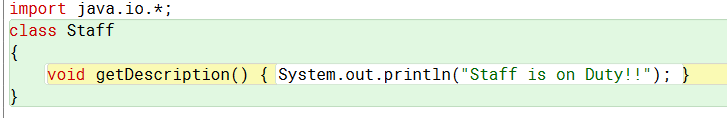 import java.io.*;
class Staff
{
void getDescription() { System.out.println("Staff is on Duty!!"); }
}